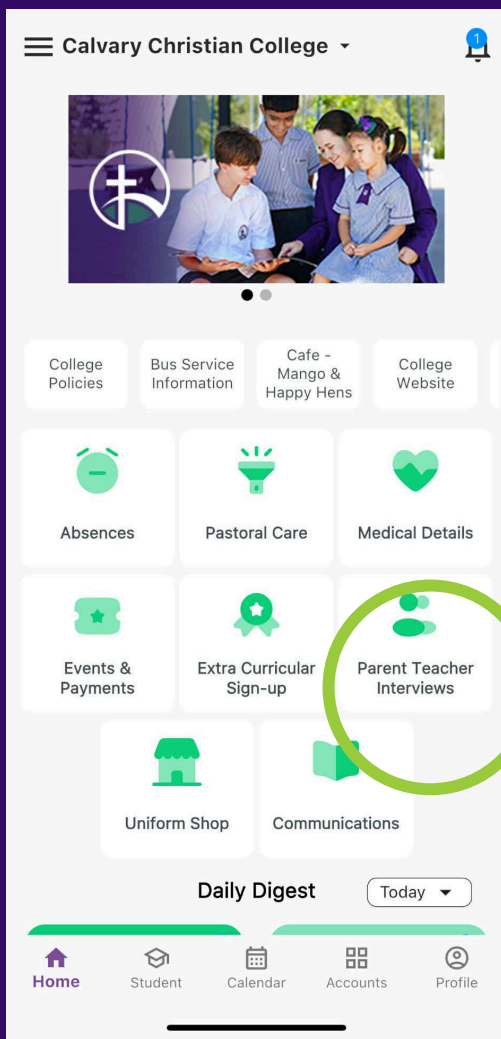 Calvary Christian College
1
College
Policies
Bus Service
Information
Cafe -
Mango &
Happy Hens
College
Website
Absences
Pastoral Care
Medical Details
Events &
Payments
Extra Curricular
Sign-up
Parent Teacher
Interviews
Uniform Shop
Communications
Daily Digest
Today
Home
Student
Calendar
Accounts
Profile